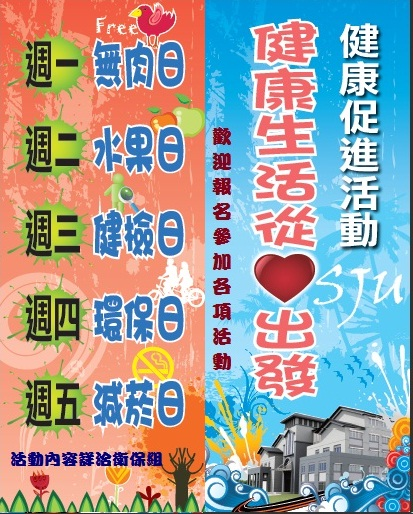 Free
週一 無肉日
週二 水果日
週三 健檢日
週四 環保日
週五 減菸日
活動內容詳洽衛保組
健康促進活動
健康生活從❤出發
歡迎報名參加各項活動
SJU